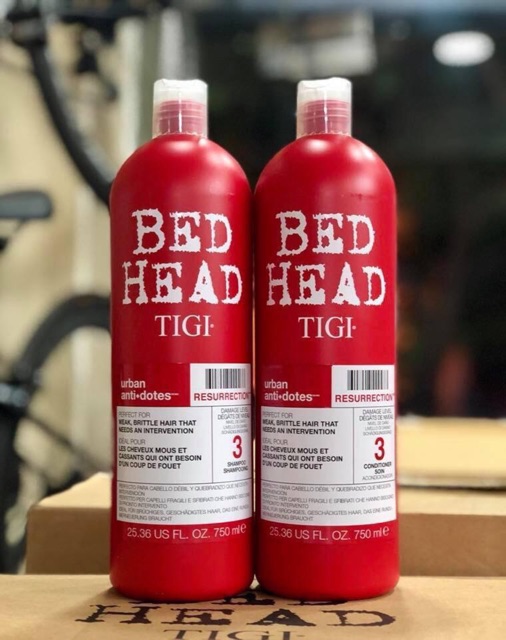 BED
HEAD
TIGI
urban
anti•dotes
RESURRECTION™
PERFECT FOR
WEAK, BRITTLE HAIR THAT
NEEDS AN INTERVENTION
IDÉAL POUR
LES CHEVEUX MOUS ET
CASSANTS QUI ONT BESOIN
D'UN COUP DE FOUET
DAMAGE LEVEL
3
SHAMPOO
SHAMPOOING
25.36 US FL. OZ. 750 ml e
BED
HEAD
TIGI
urban
anti•dotes
RESURRECTION™
PERFECT FOR
WEAK, BRITTLE HAIR THAT
NEEDS AN INTERVENTION
IDÉAL POUR
LES CHEVEUX MOUS ET
CASSANTS QUI ONT BESOIN
D'UN COUP DE FOUET
DAMAGE LEVEL
3
CONDITIONER
SOIN
25.36 US FL. OZ. 750 ml e
HEAD
TIGI